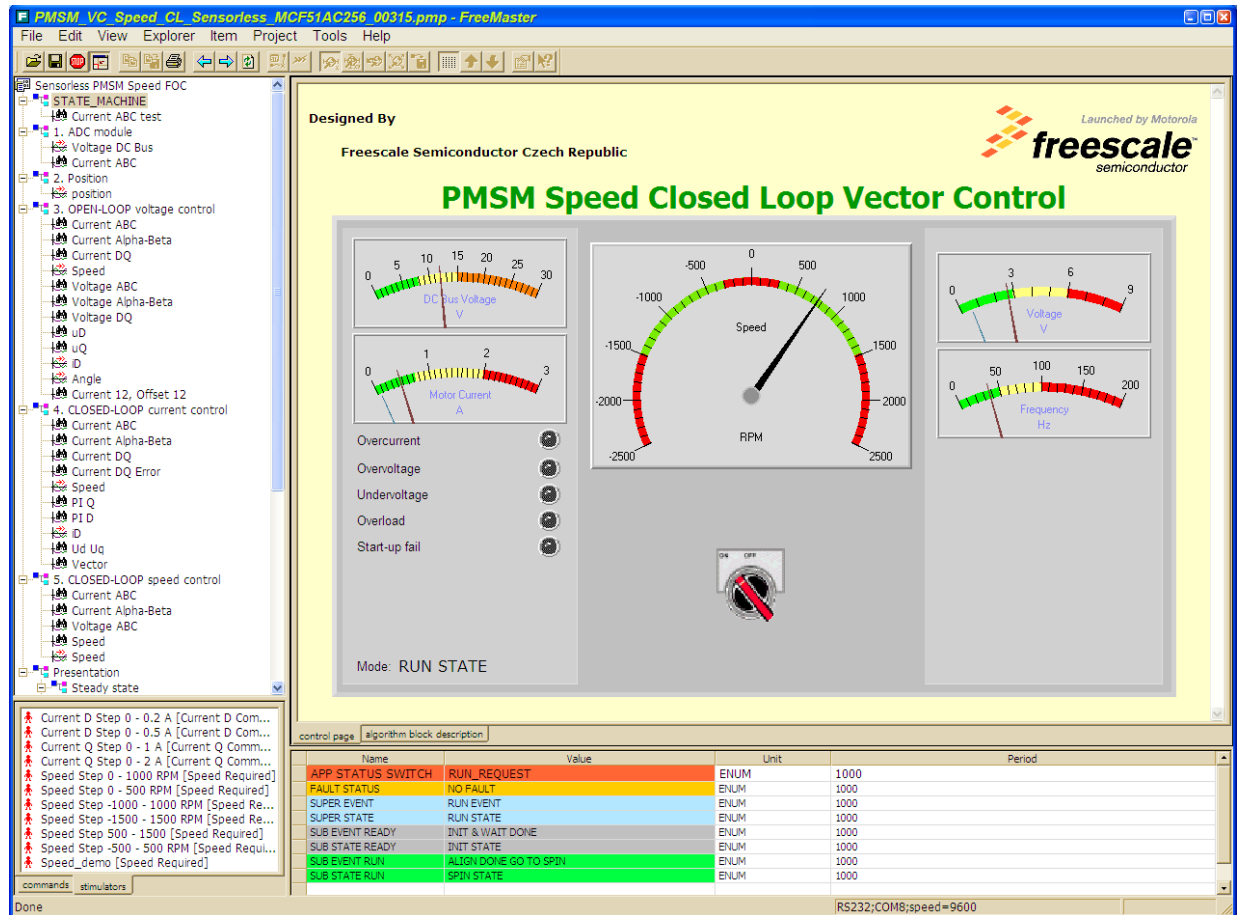 PMSM_VC_Speed_CL_Sensorless_MCF51AC256_00315.pmp - FreeMaster
File Edit View Explorer Item Project Tools Help
Sensorless PMSM Speed FOC
STATE_MACHINE
Current ABC test
1. ADC module
Voltage DC Bus
Current ABC
2. Position
position
3. OPEN-LOOP voltage control
Current ABC
Current Alpha-Beta
Current DQ
Speed
Voltage ABC
Voltage Alpha-Beta
Voltage DQ
uD
uQ
iD
Angle
Current 12, Offset 12
4. CLOSED-LOOP current control
Current ABC
Current Alpha-Beta
Current DQ
Current DQ Error
Speed
PI Q
PI D
iD
Ud Uq
Vector
5. CLOSED-LOOP speed control
Current ABC
Current Alpha-Beta
Voltage ABC
Speed
Speed
Presentation
Steady state
Current D Step 0 - 0.2 A [Current D Com...
Current D Step 0 - 0.5 A [Current D Com...
Current Q Step 0 - 1 A [Current Q Comm...
Current Q Step 0 - 2 A [Current Q Comm...
Speed Step 0 - 1000 RPM [Speed Required]
Speed Step 0 - 500 RPM [Speed Required]
Speed Step -1000 - 1000 RPM [Speed Re...
Speed Step -1500 - 1500 RPM [Speed Re...
Speed Step 500 - 1500 [Speed Required]
Speed Step -500 - 500 RPM [Speed Requi...
Speed_demo [Speed Required]
commands stimulators
Designed By
Freescale Semiconductor Czech Republic
Launched by Motorola
freescale™
semiconductor
PMSM Speed Closed Loop Vector Control
0 5 10 15 20 25 30
DC Bus Voltage
V
0 1 2 3
Motor Current
A
Overcurrent
Overvoltage
Undervoltage
Overload
Start-up fail
Mode: RUN STATE
-2500 -2000 -1500 -1000 -500 0 500 1000 1500 2000 2500
Speed
RPM
ON OFF
0 3 6 9
Voltage
V
0 50 100 150 200
Frequency
Hz
control page algorithm block description
Name Value Unit Period
APP STATUS SWITCH RUN_REQUEST ENUM 1000
FAULT STATUS NO FAULT ENUM 1000
SUPER EVENT RUN EVENT ENUM 1000
SUPER STATE RUN STATE ENUM 1000
SUB EVENT READY INIT & WAIT DONE ENUM 1000
SUB STATE READY INIT STATE ENUM 1000
SUB EVENT RUN ALIGN DONE GO TO SPIN ENUM 1000
SUB STATE RUN SPIN STATE ENUM 1000
Done
RS232;COM8;speed=9600